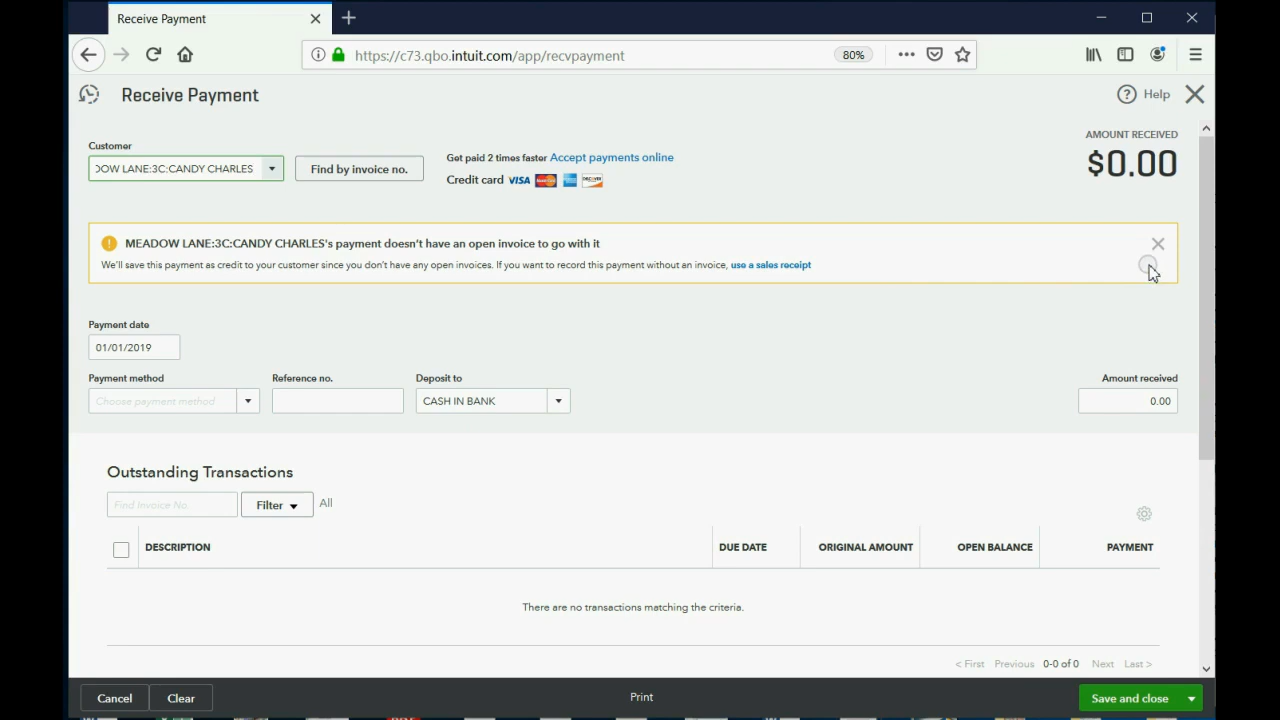 Receive Payment
https://c73.qbo.intuit.com/app/recvpayment
80%
Receive Payment
Help
Customer
OOW LANE:3C:CANDY CHARLES
Find by invoice no.
Get paid 2 times faster Accept payments online
Credit card VISA MasterCard DISCOVER
AMOUNT RECEIVED
$0.00
MEADOW LANE:3C:CANDY CHARLES's payment doesn't have an open invoice to go with it
We'll save this payment as credit to your customer since you don't have any open invoices. If you want to record this payment without an invoice, use a sales receipt
Payment date
01/01/2019
Payment method
Reference no.
Deposit to
Amount received
Choose payment method
CASH IN BANK
0.00
Outstanding Transactions
Find Invoice No.
Filter
All
DESCRIPTION
DUE DATE
ORIGINAL AMOUNT
OPEN BALANCE
PAYMENT
There are no transactions matching the criteria.
< First Previous 0-0 of 0 Next Last >
Cancel
Clear
Print
Save and close